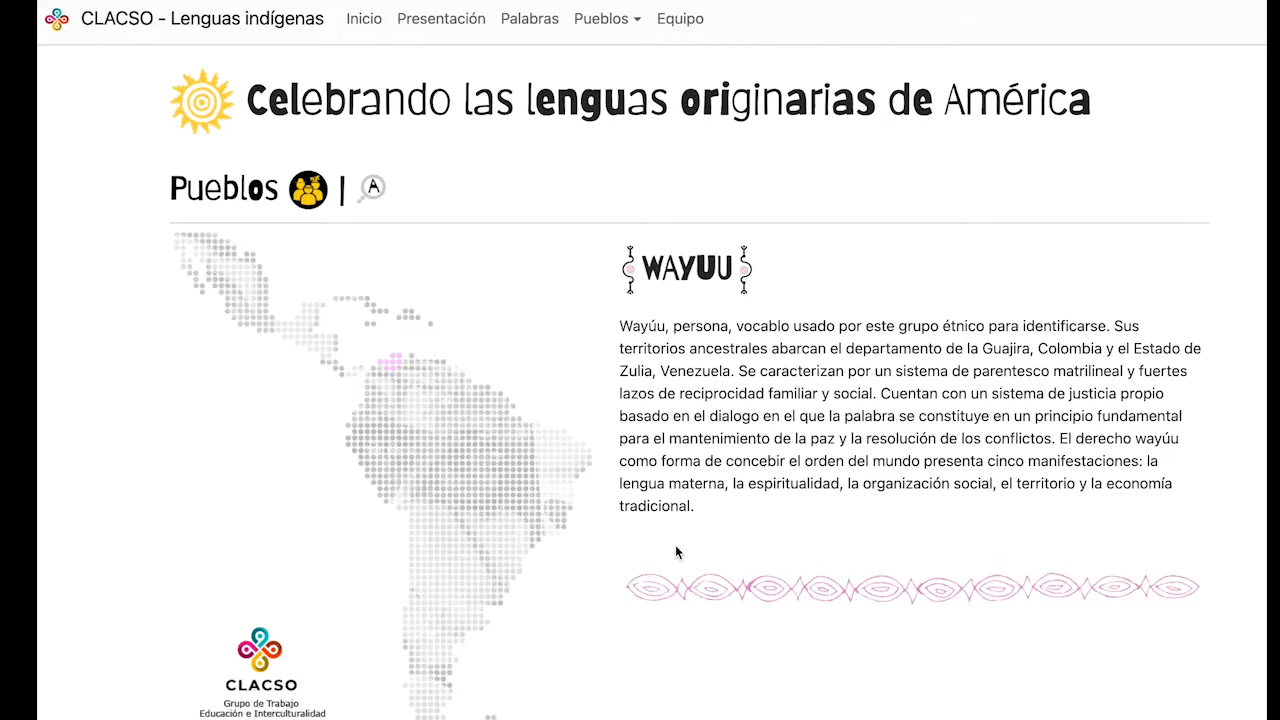 CLACSO - Lenguas indígenas Inicio Presentación Palabras Pueblos Equipo
Celebrando las lenguas originarias de América
Pueblos | A
WAYUU
Wayúu, persona, vocablo usado por este grupo étnico para identificarse. Sus
territorios ancestrales abarcan el departamento de la Guajira, Colombia y el Estado de
Zulia, Venezuela. Se caracterizan por un sistema de parentesco matrilineal y fuertes
lazos de reciprocidad familiar y social. Cuentan con un sistema de justicia propio
basado en el dialogo en el que la palabra se constituye en un principio fundamental
para el mantenimiento de la paz y la resolución de los conflictos. El derecho wayúu
como forma de concebir el orden del mundo presenta cinco manifestaciones: la
lengua materna, la espiritualidad, la organización social, el territorio y la economía
tradicional.
CLACSO
Grupo de Trabajo
Educación e Interculturalidad